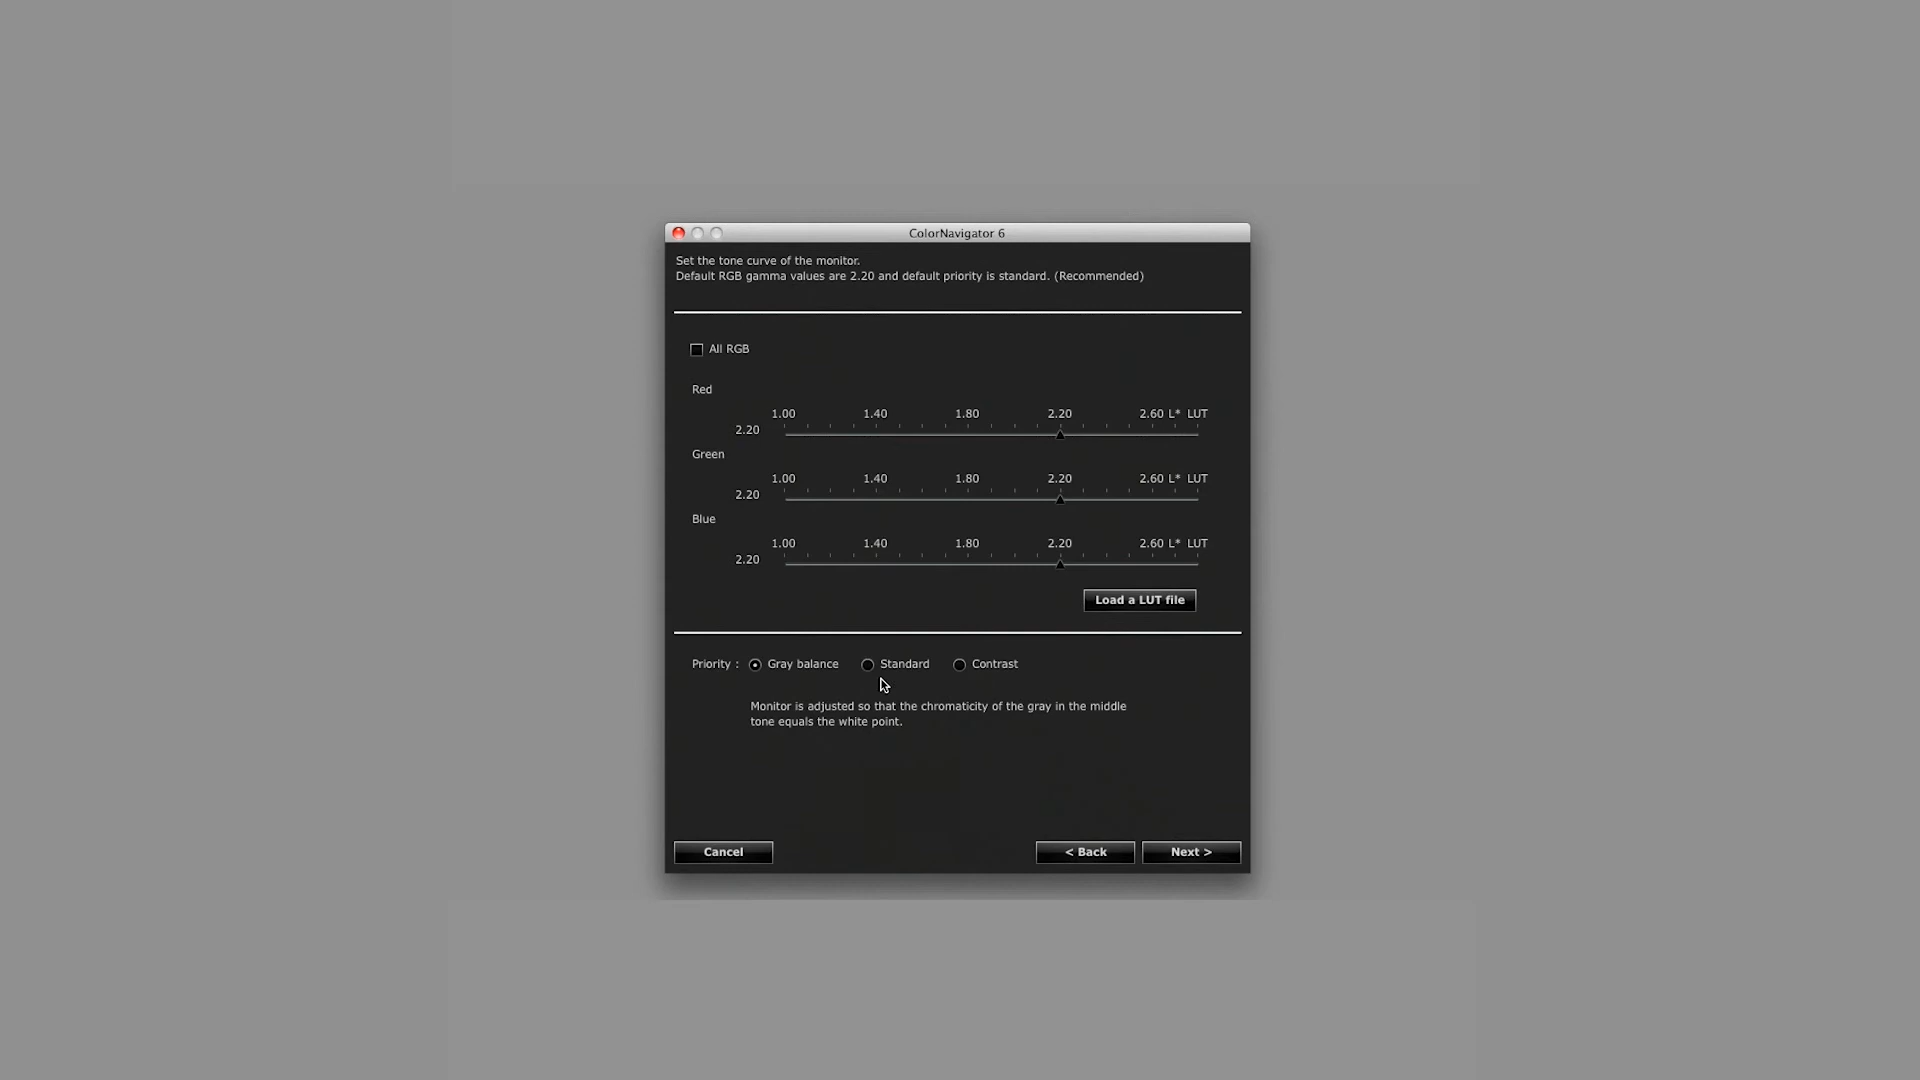 ColorNavigator 6
Set the tone curve of the monitor.
Default RGB gamma values are 2.20 and default priority is standard. (Recommended)
All RGB
Red
1.00 1.40 1.80 2.20 2.60 L* LUT
2.20
Green
1.00 1.40 1.80 2.20 2.60 L* LUT
2.20
Blue
1.00 1.40 1.80 2.20 2.60 L* LUT
2.20
Load a LUT file
Priority : Gray balance Standard Contrast
Monitor is adjusted so that the chromaticity of the gray in the middle
tone equals the white point.
Cancel < Back Next >